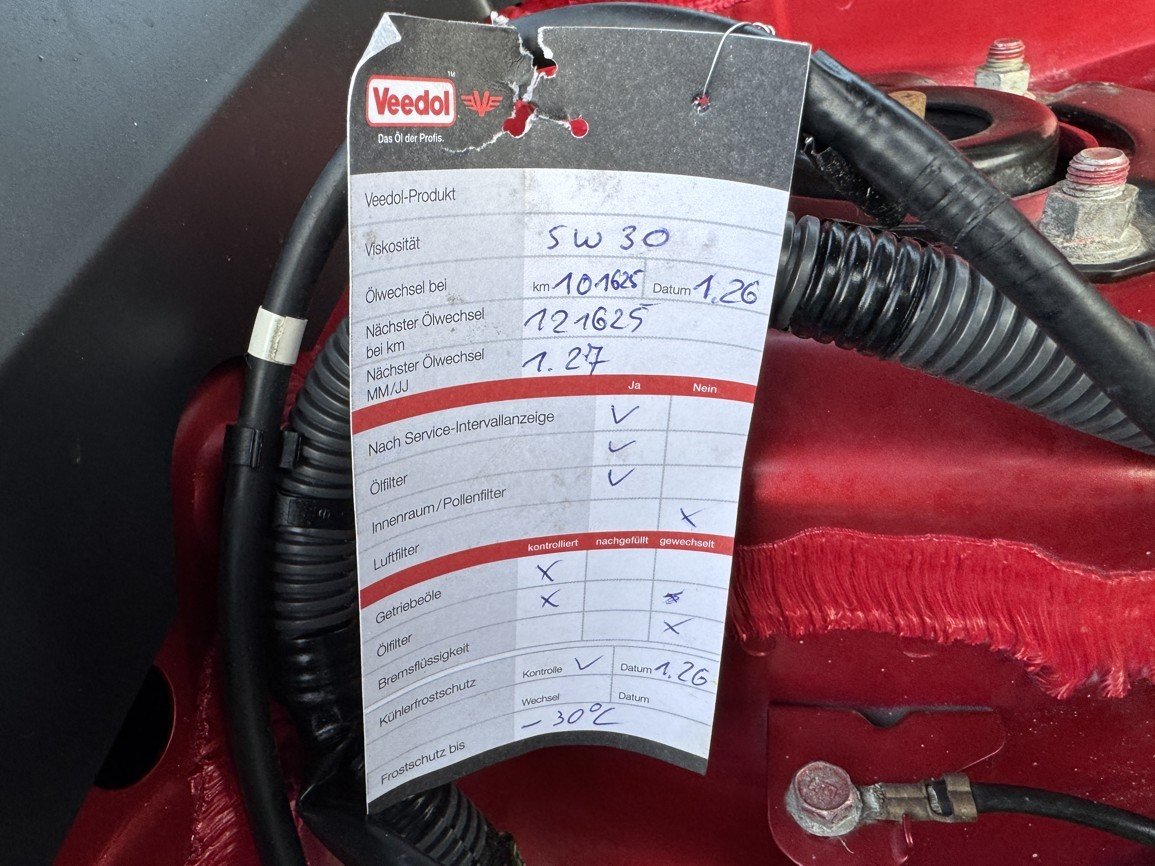 Veedol™
Das Öl der Profis.
Veedol-Produkt
Viskosität 5W30
Ölwechsel bei km 101625 Datum 1.26
Nächster Ölwechsel bei km 121625
Nächster Ölwechsel MM/JJ 1.27
Ja Nein
Nach Service-Intervallanzeige ✓
Ölfilter ✓
Innenraum/Pollenfilter ✓
Luftfilter x
kontrolliert nachgefüllt gewechselt
Getriebeöle x
Ölfilter x
Bremsflüssigkeit x
Kühlerfrostschutz Kontrolle ✓ Datum 1.26
Wechsel Datum
Frostschutz bis -30°C